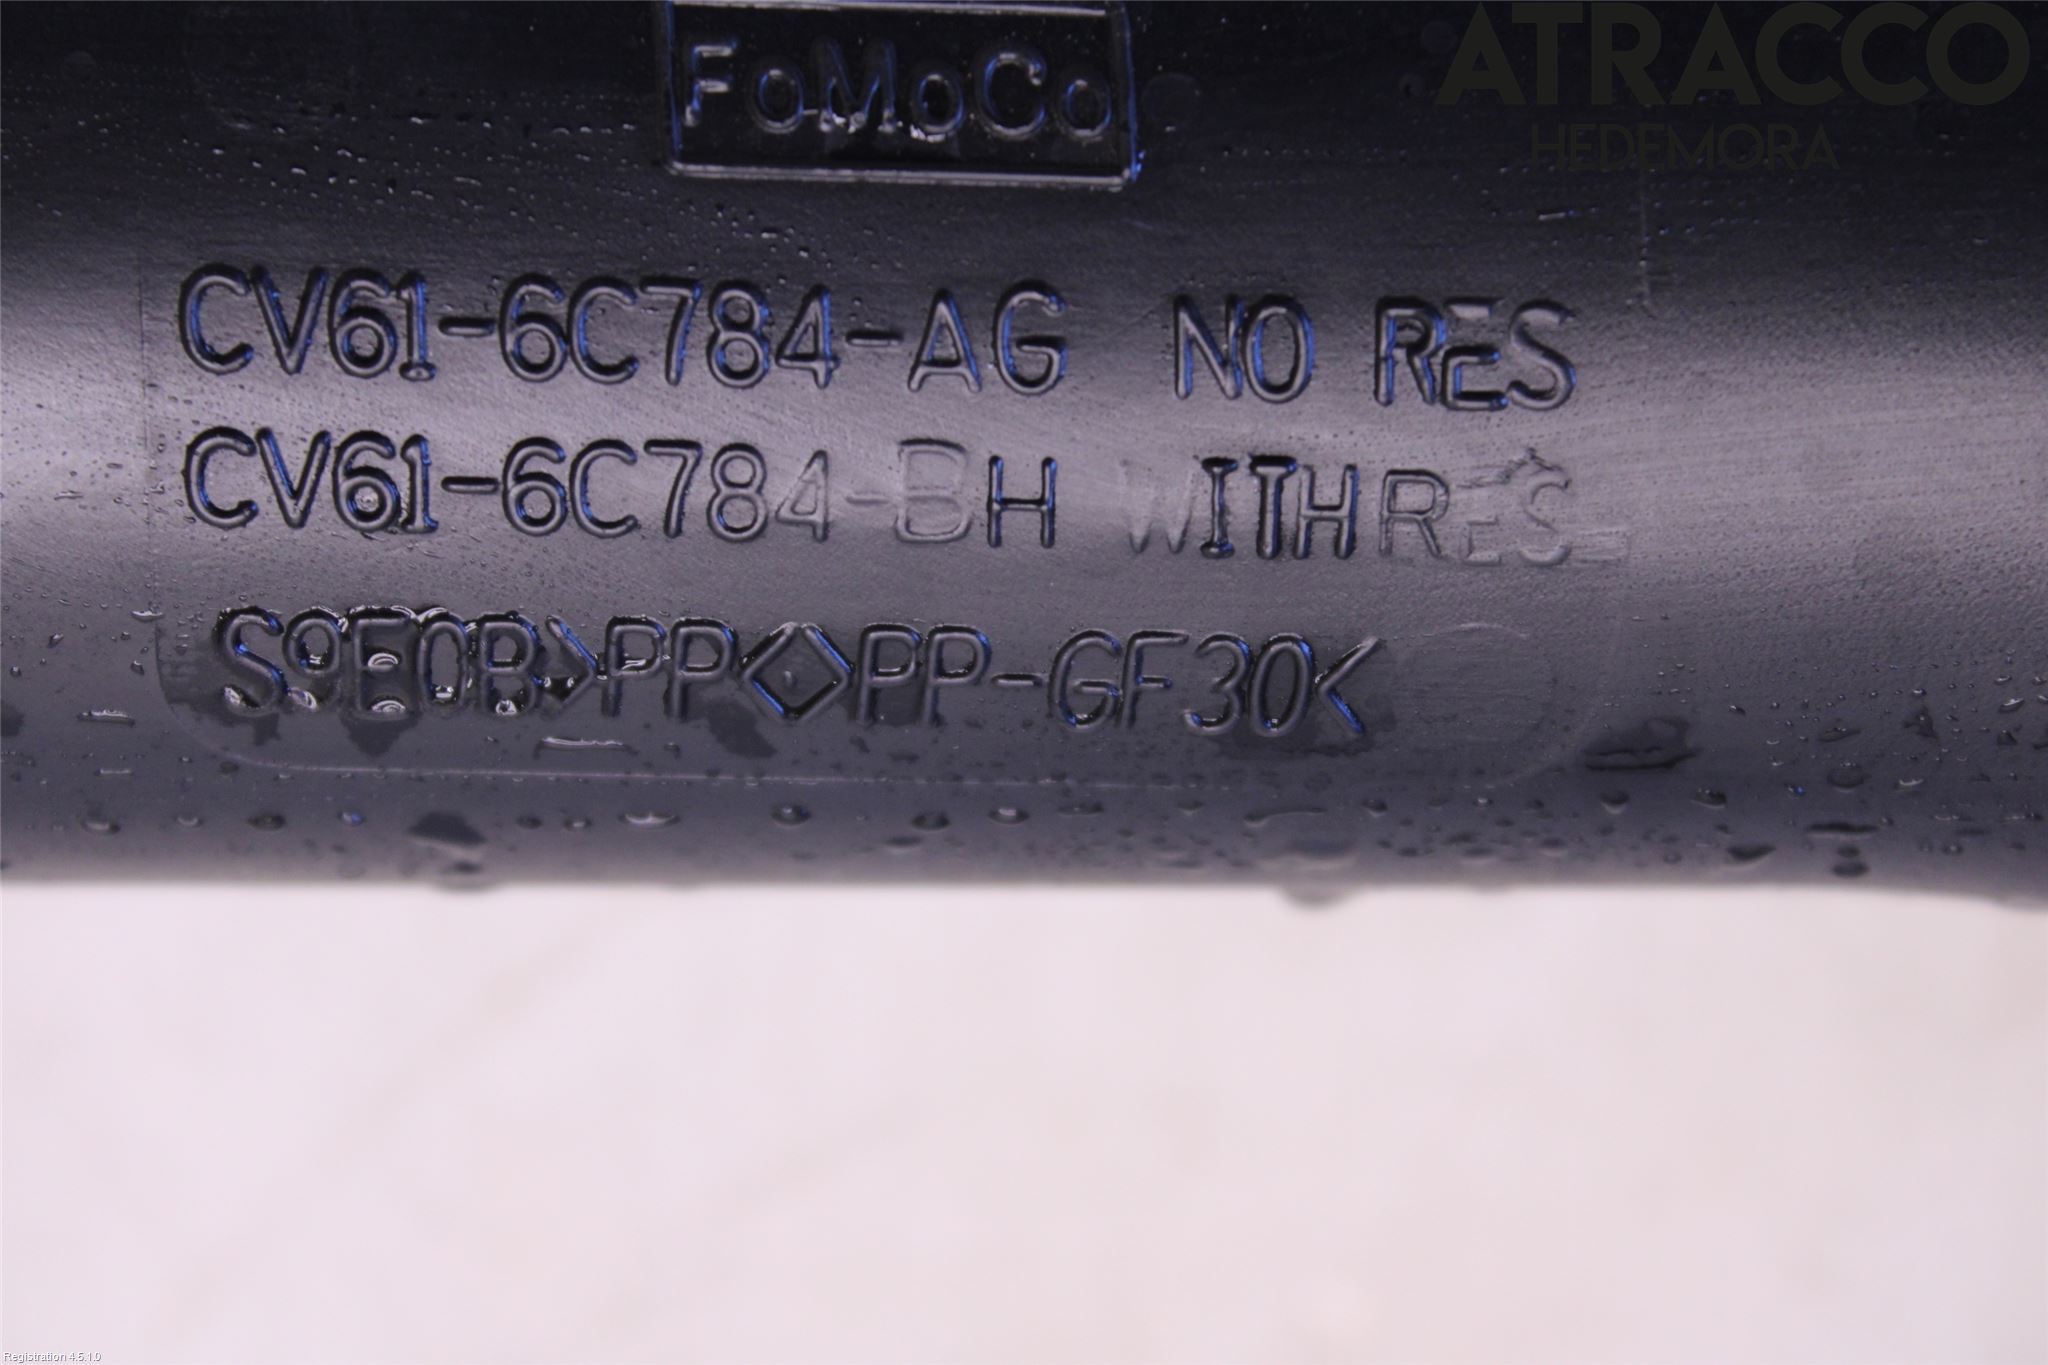 ATRACCO
HEDEMORA
FoMoCo
CV61-6C784-AG NO RES
CV61-6C784-BH WITH RES
S9E0B>PP<>PP-GF30<
Registration 4.5.1.0